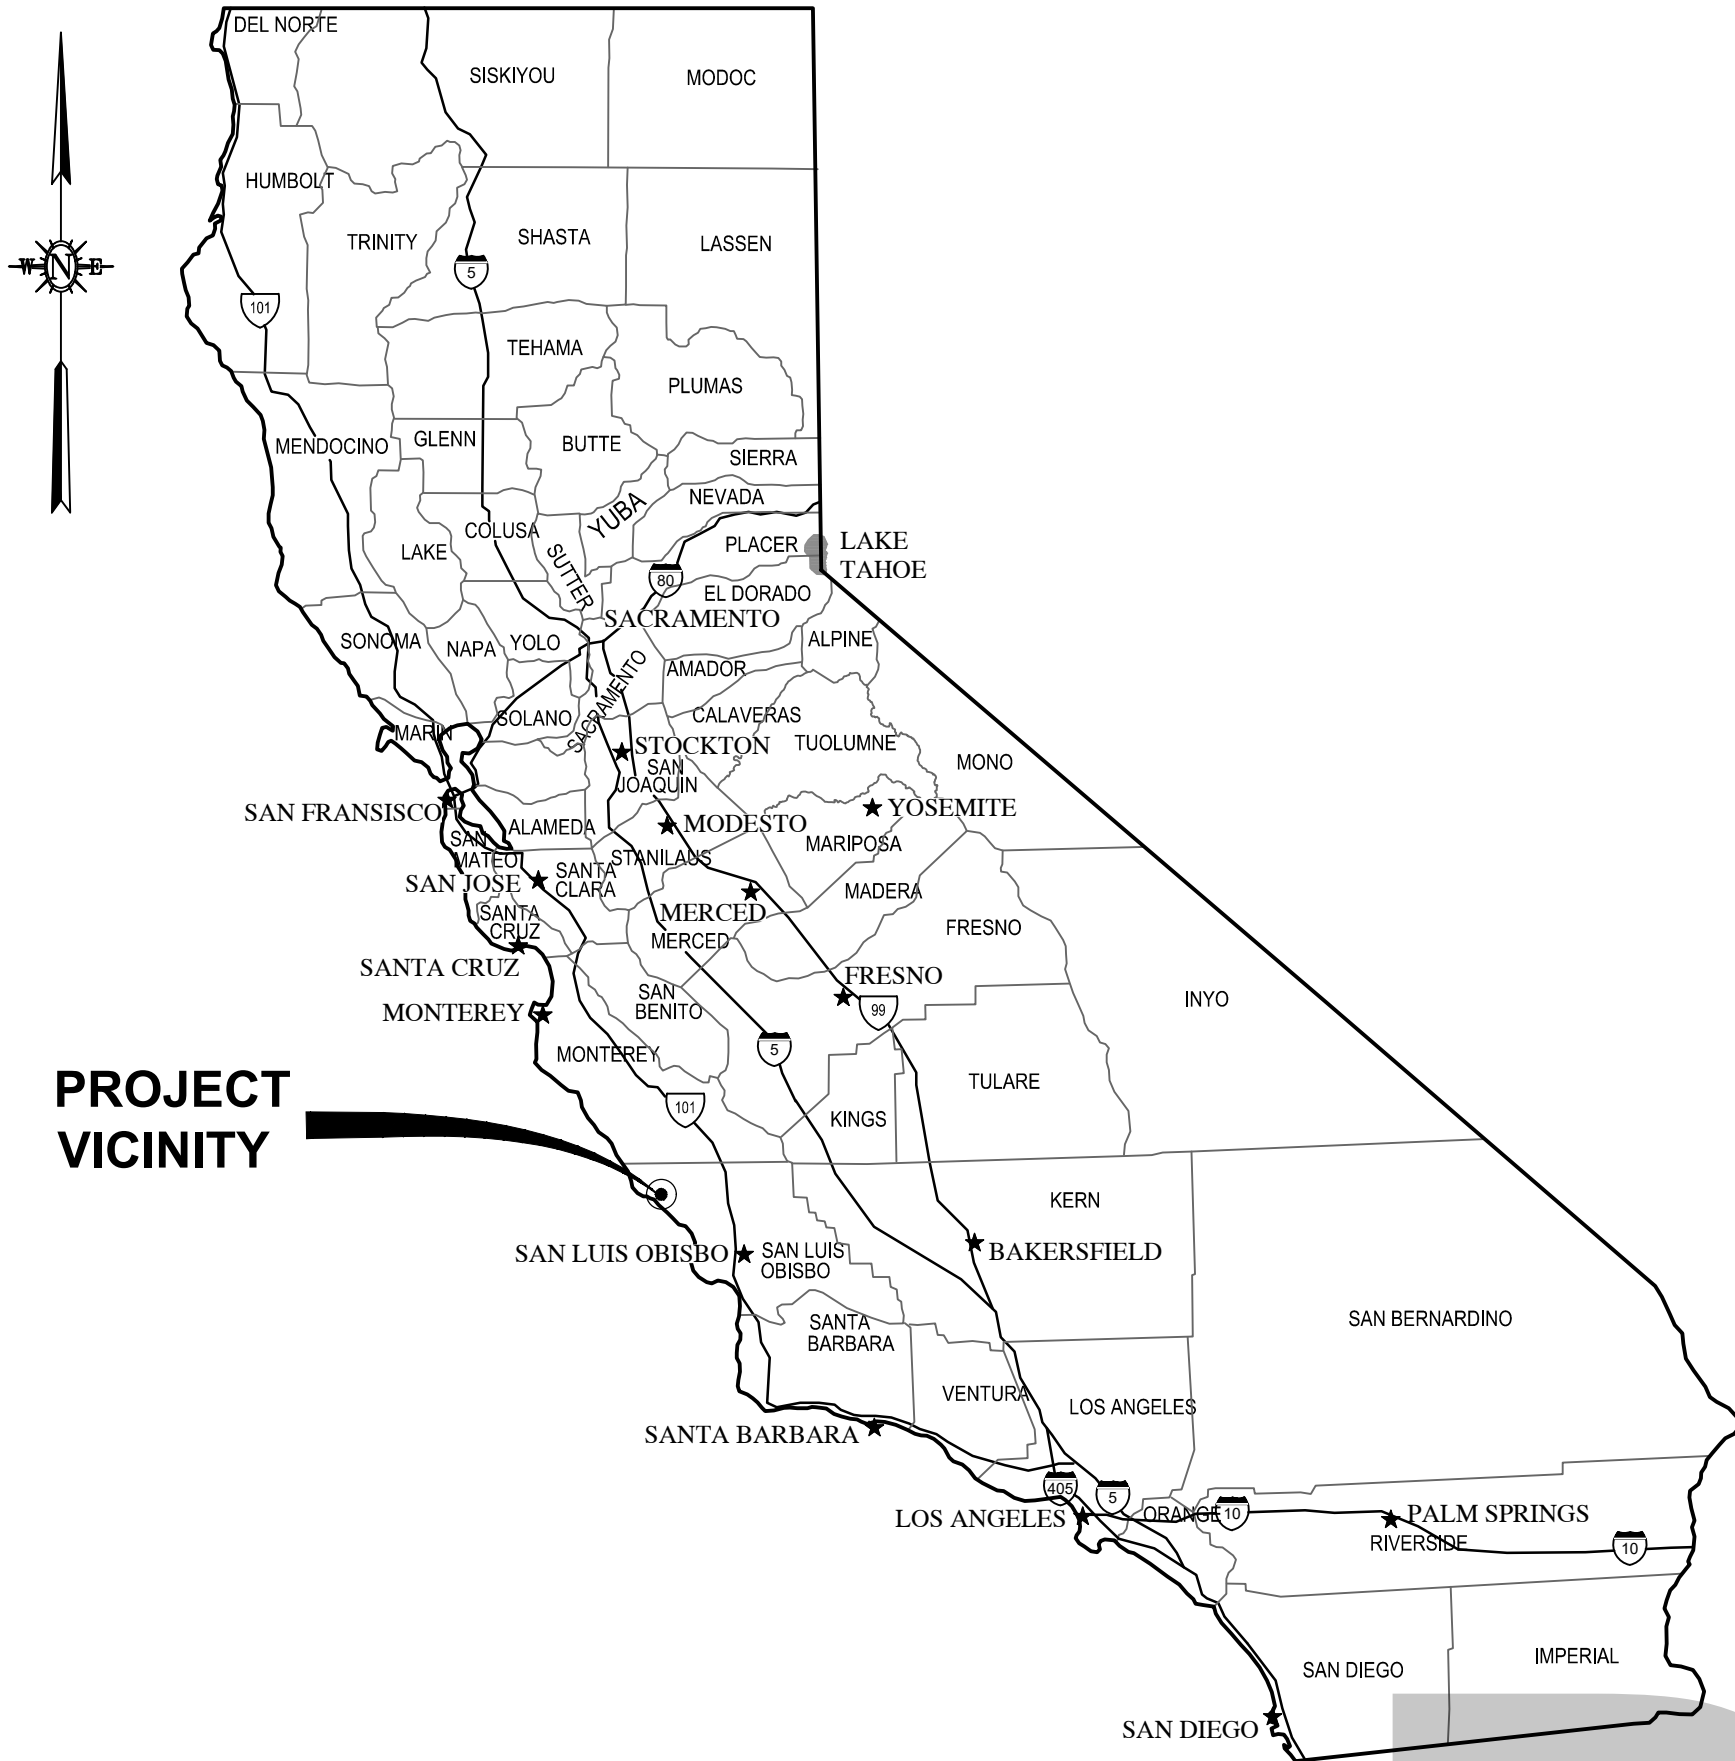 DEL NORTE
SISKIYOU
MODOC
HUMBOLT
TRINITY
SHASTA
LASSEN
W N E
5
101
TEHAMA
PLUMAS
MENDOCINO
GLENN
BUTTE
SIERRA
NEVADA
YUBA
COLUSA
LAKE
SUTTER
PLACER
LAKE
TAHOE
80
EL DORADO
SACRAMENTO
SONOMA
NAPA
YOLO
ALPINE
AMADOR
SACRAMENTO
SOLANO
CALAVERAS
MARIN
TUOLUMNE
STOCKTON
MONO
SAN
JOAQUIN
SAN FRANSISCO
YOSEMITE
ALAMEDA
MODESTO
SAN
MATEO
MARIPOSA
STANILAUS
SANTA
CLARA
SAN JOSE
MADERA
MERCED
SANTA
CRUZ
FRESNO
MERCED
SANTA CRUZ
FRESNO
SAN
BENITO
INYO
MONTEREY
99
MONTEREY
5
PROJECT
VICINITY
TULARE
101
KINGS
KERN
SAN LUIS OBISBO
SAN LUIS
OBISBO
BAKERSFIELD
SAN BERNARDINO
SANTA
BARBARA
VENTURA
LOS ANGELES
SANTA BARBARA
405
5
LOS ANGELES
ORANGE
10
PALM SPRINGS
RIVERSIDE
10
SAN DIEGO
IMPERIAL
SAN DIEGO